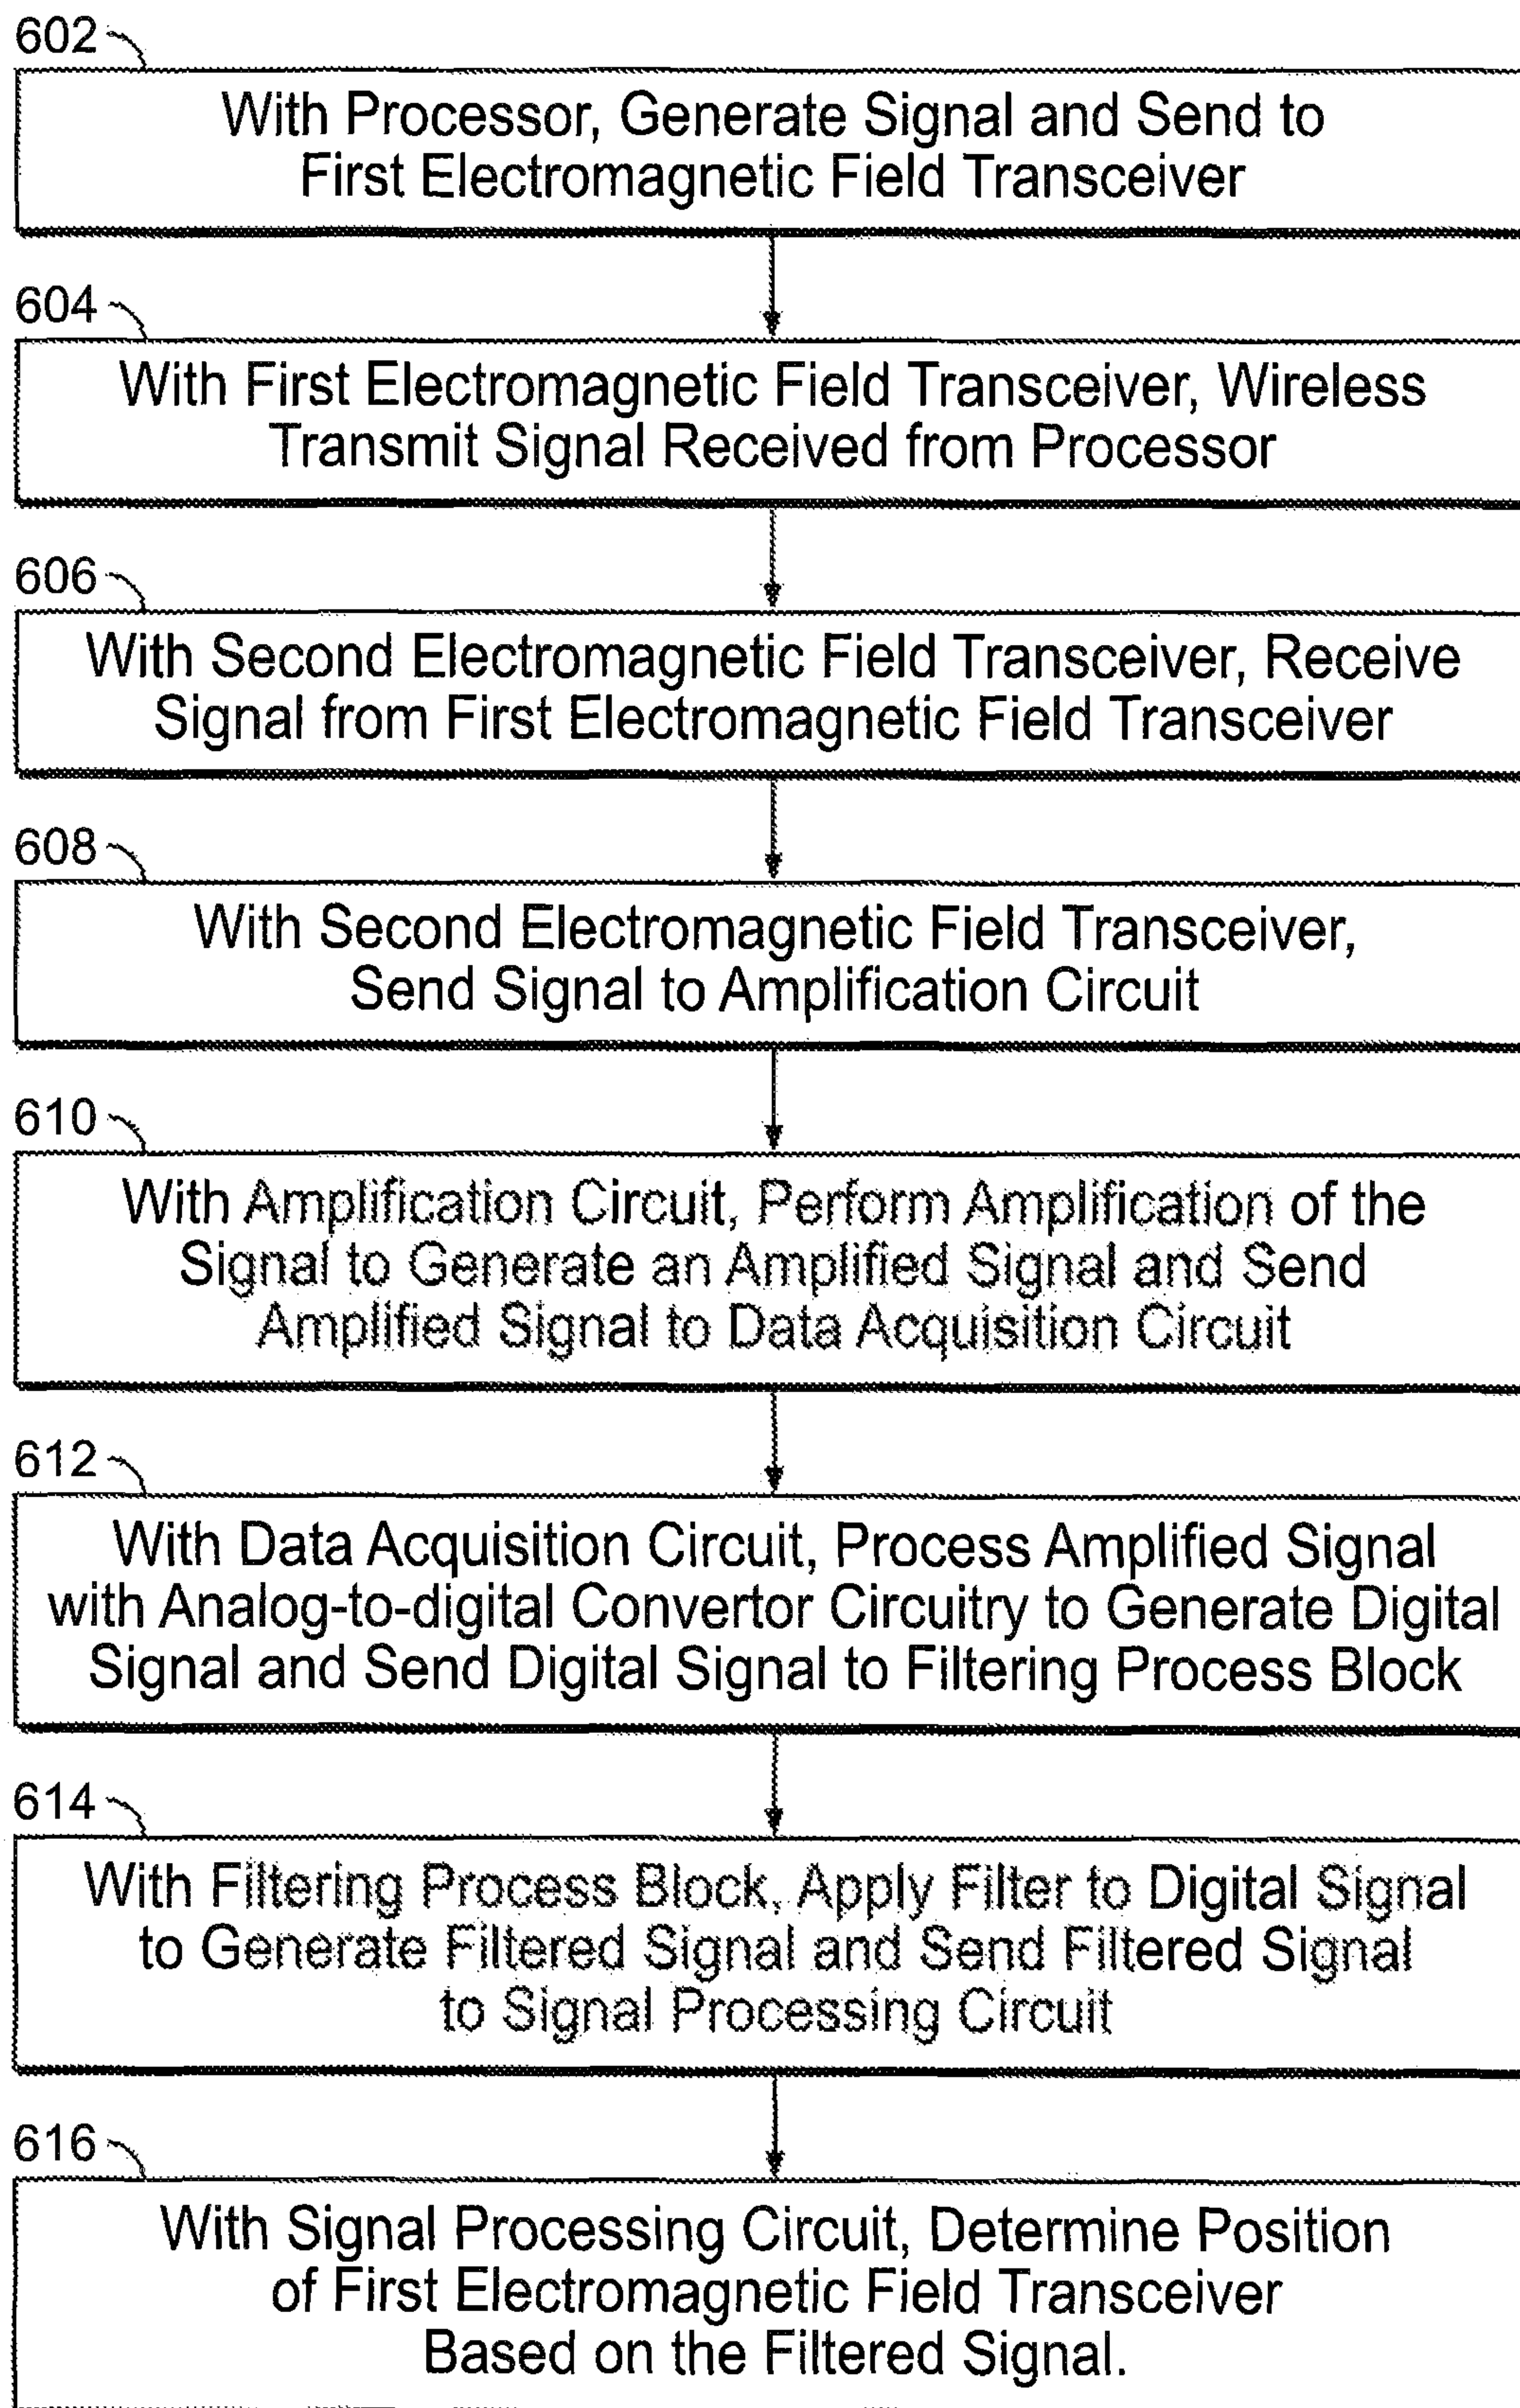 602
With Processor, Generate Signal and Send to
First Electromagnetic Field Transceiver
604
With First Electromagnetic Field Transceiver, Wireless
Transmit Signal Received from Processor
606
With Second Electromagnetic Field Transceiver, Receive
Signal from First Electromagnetic Field Transceiver
608
With Second Electromagnetic Field Transceiver,
Send Signal to Amplification Circuit
610
With Amplification Circuit, Perform Amplification of the
Signal to Generate an Amplified Signal and Send
Amplified Signal to Data Acquisition Circuit
612
With Data Acquisition Circuit, Process Amplified Signal
with Analog-to-digital Convertor Circuitry to Generate Digital
Signal and Send Digital Signal to Filtering Process Block
614
With Filtering Process Block, Apply Filter to Digital Signal
to Generate Filtered Signal and Send Filtered Signal
to Signal Processing Circuit
616
With Signal Processing Circuit, Determine Position
of First Electromagnetic Field Transceiver
Based on the Filtered Signal.